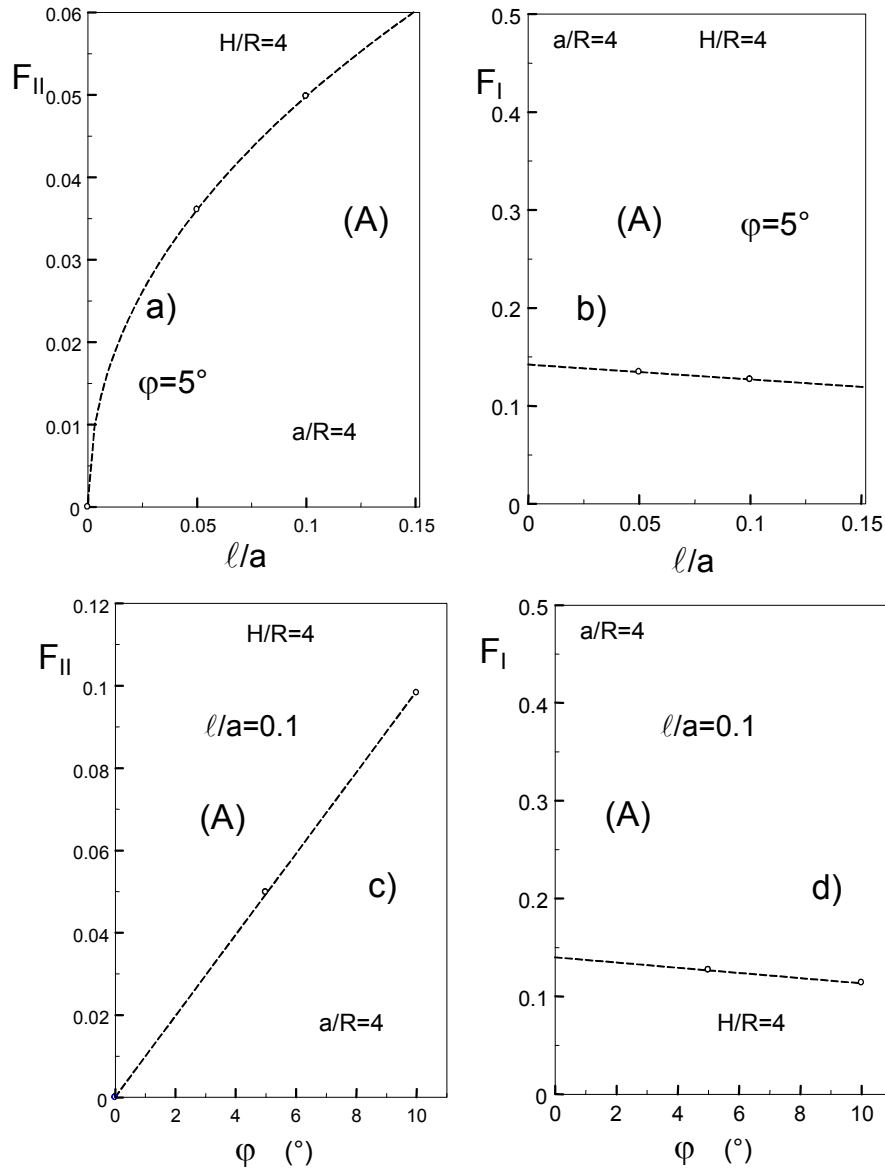 0.06
H/R=4
F_II
0.05
0.04
(A)
0.03
a)
0.02
φ=5°
0.01
a/R=4
0
0 0.05 0.1 0.15
ℓ/a
0.5
a/R=4 H/R=4
F_I
0.4
0.3
(A)
φ=5°
0.2
b)
0.1
0
0 0.05 0.1 0.15
ℓ/a
0.12
H/R=4
F_II
0.1
ℓ/a=0.1
0.08
(A)
0.06
c)
0.04
0.02
a/R=4
0
0 2 4 6 8 10
φ (°)
0.5
a/R=4
F_I
0.4
ℓ/a=0.1
0.3
(A)
0.2
d)
0.1
H/R=4
0
0 2 4 6 8 10
φ (°)